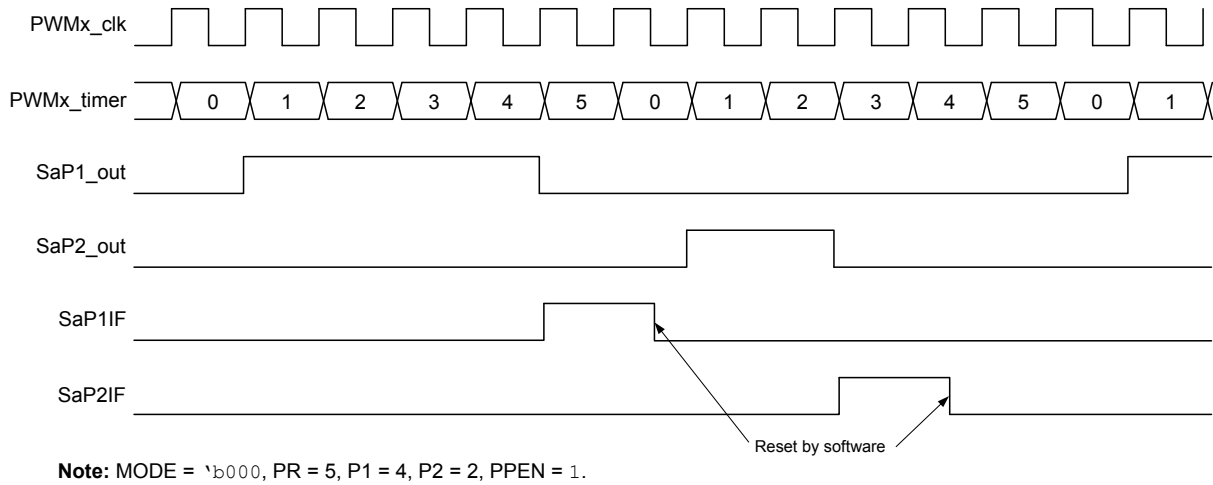 PWMx_clk
PWMx_timer 0 1 2 3 4 5 0 1 2 3 4 5 0 1
SaP1_out
SaP2_out
SaP1IF
SaP2IF
Reset by software
Note: MODE = 'b000, PR = 5, P1 = 4, P2 = 2, PPEN = 1.